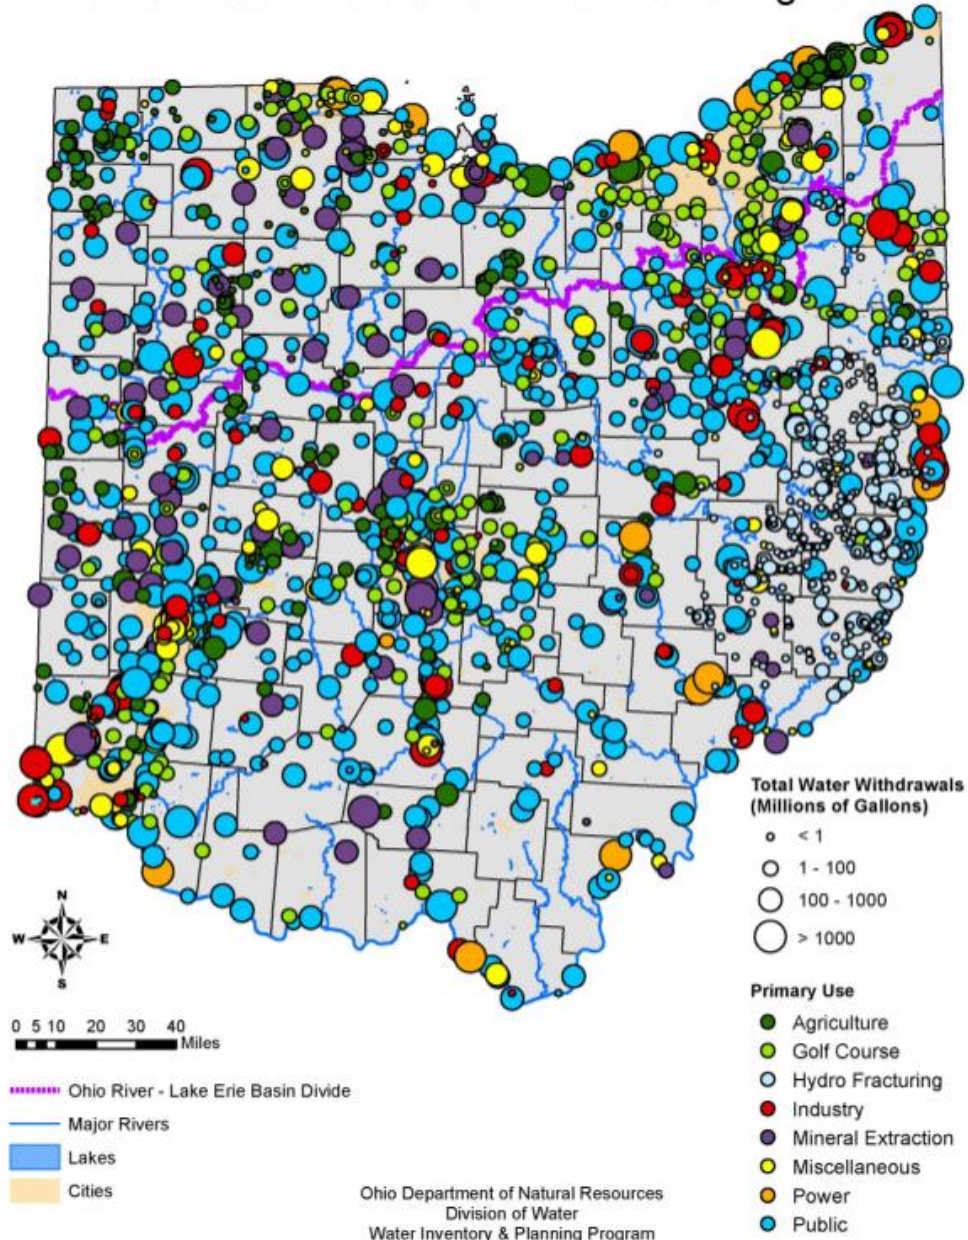 Total Water Withdrawals
(Millions of Gallons)
< 1
1 - 100
100 - 1000
> 1000
N
W E
S
0 5 10 20 30 40
Miles
Primary Use
Agriculture
Golf Course
Hydro Fracturing
Industry
Mineral Extraction
Miscellaneous
Power
Public
Ohio River - Lake Erie Basin Divide
Major Rivers
Lakes
Cities
Ohio Department of Natural Resources
Division of Water
Water Inventory & Planning Program